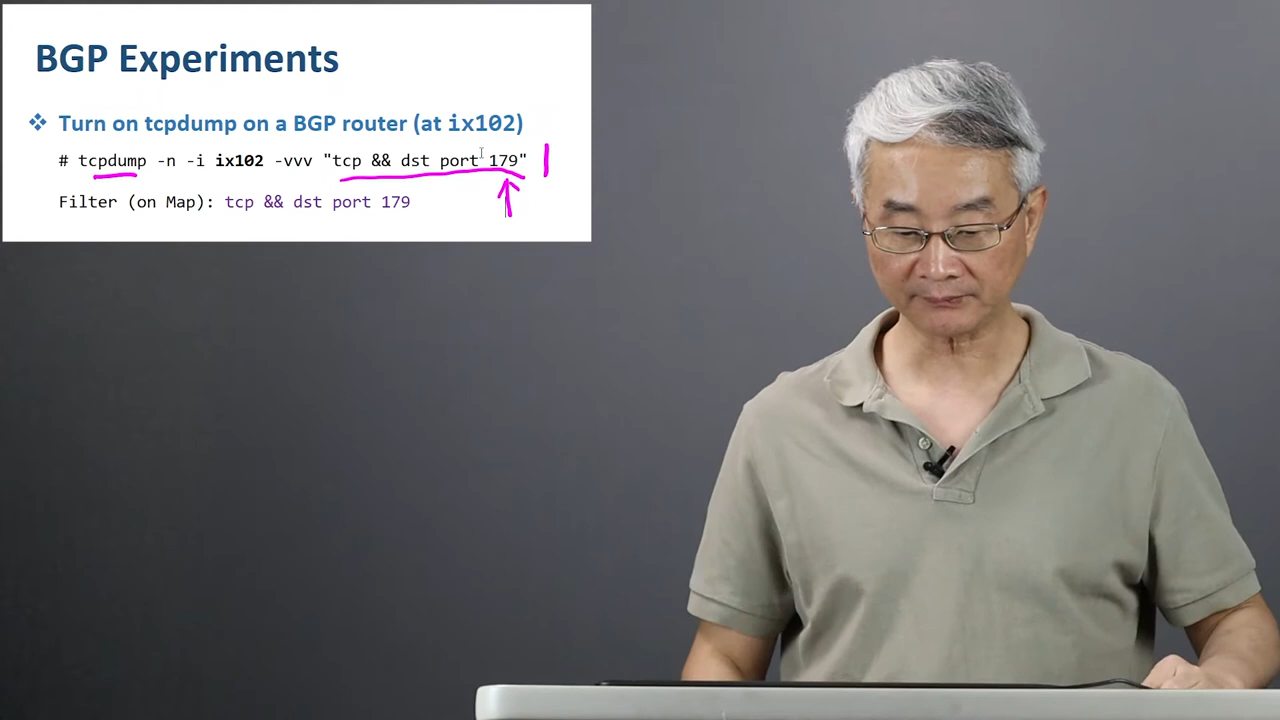 BGP Experiments
❖ Turn on tcpdump on a BGP router (at ix102)
# tcpdump -n -i ix102 -vvv "tcp && dst port 179"
Filter (on Map): tcp && dst port 179